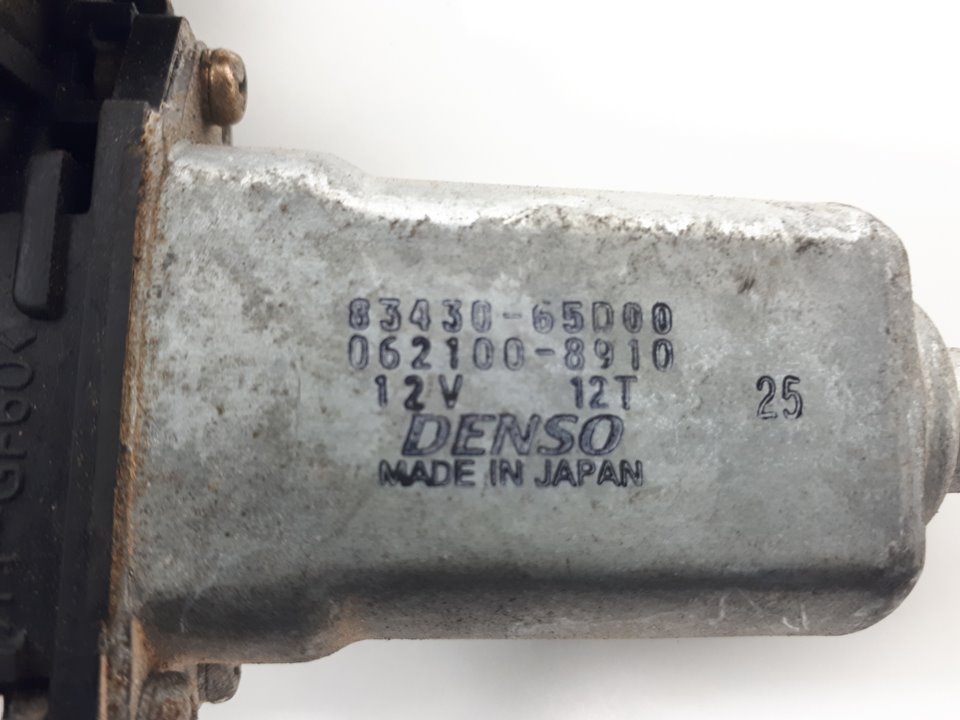 83430-65D00
062100-8910
12V 12T 25
DENSO
MADE IN JAPAN